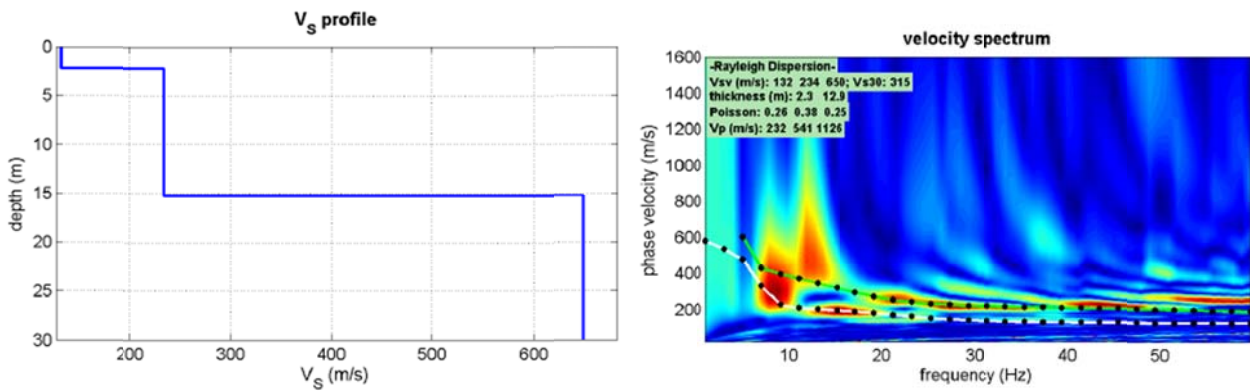 V_S profile
0
5
10
15
20
25
30
depth (m)
200 300 400 500 600
V_S (m/s)
velocity spectrum
1600
1400
1200
1000
800
600
400
200
phase velocity (m/s)
-Rayleigh Dispersion-
Vsv (m/s): 132 234 650; Vs30: 315
thickness (m): 2.3 12.9
Poisson: 0.26 0.38 0.25
Vp (m/s): 232 541 1126
10 20 30 40 50
frequency (Hz)